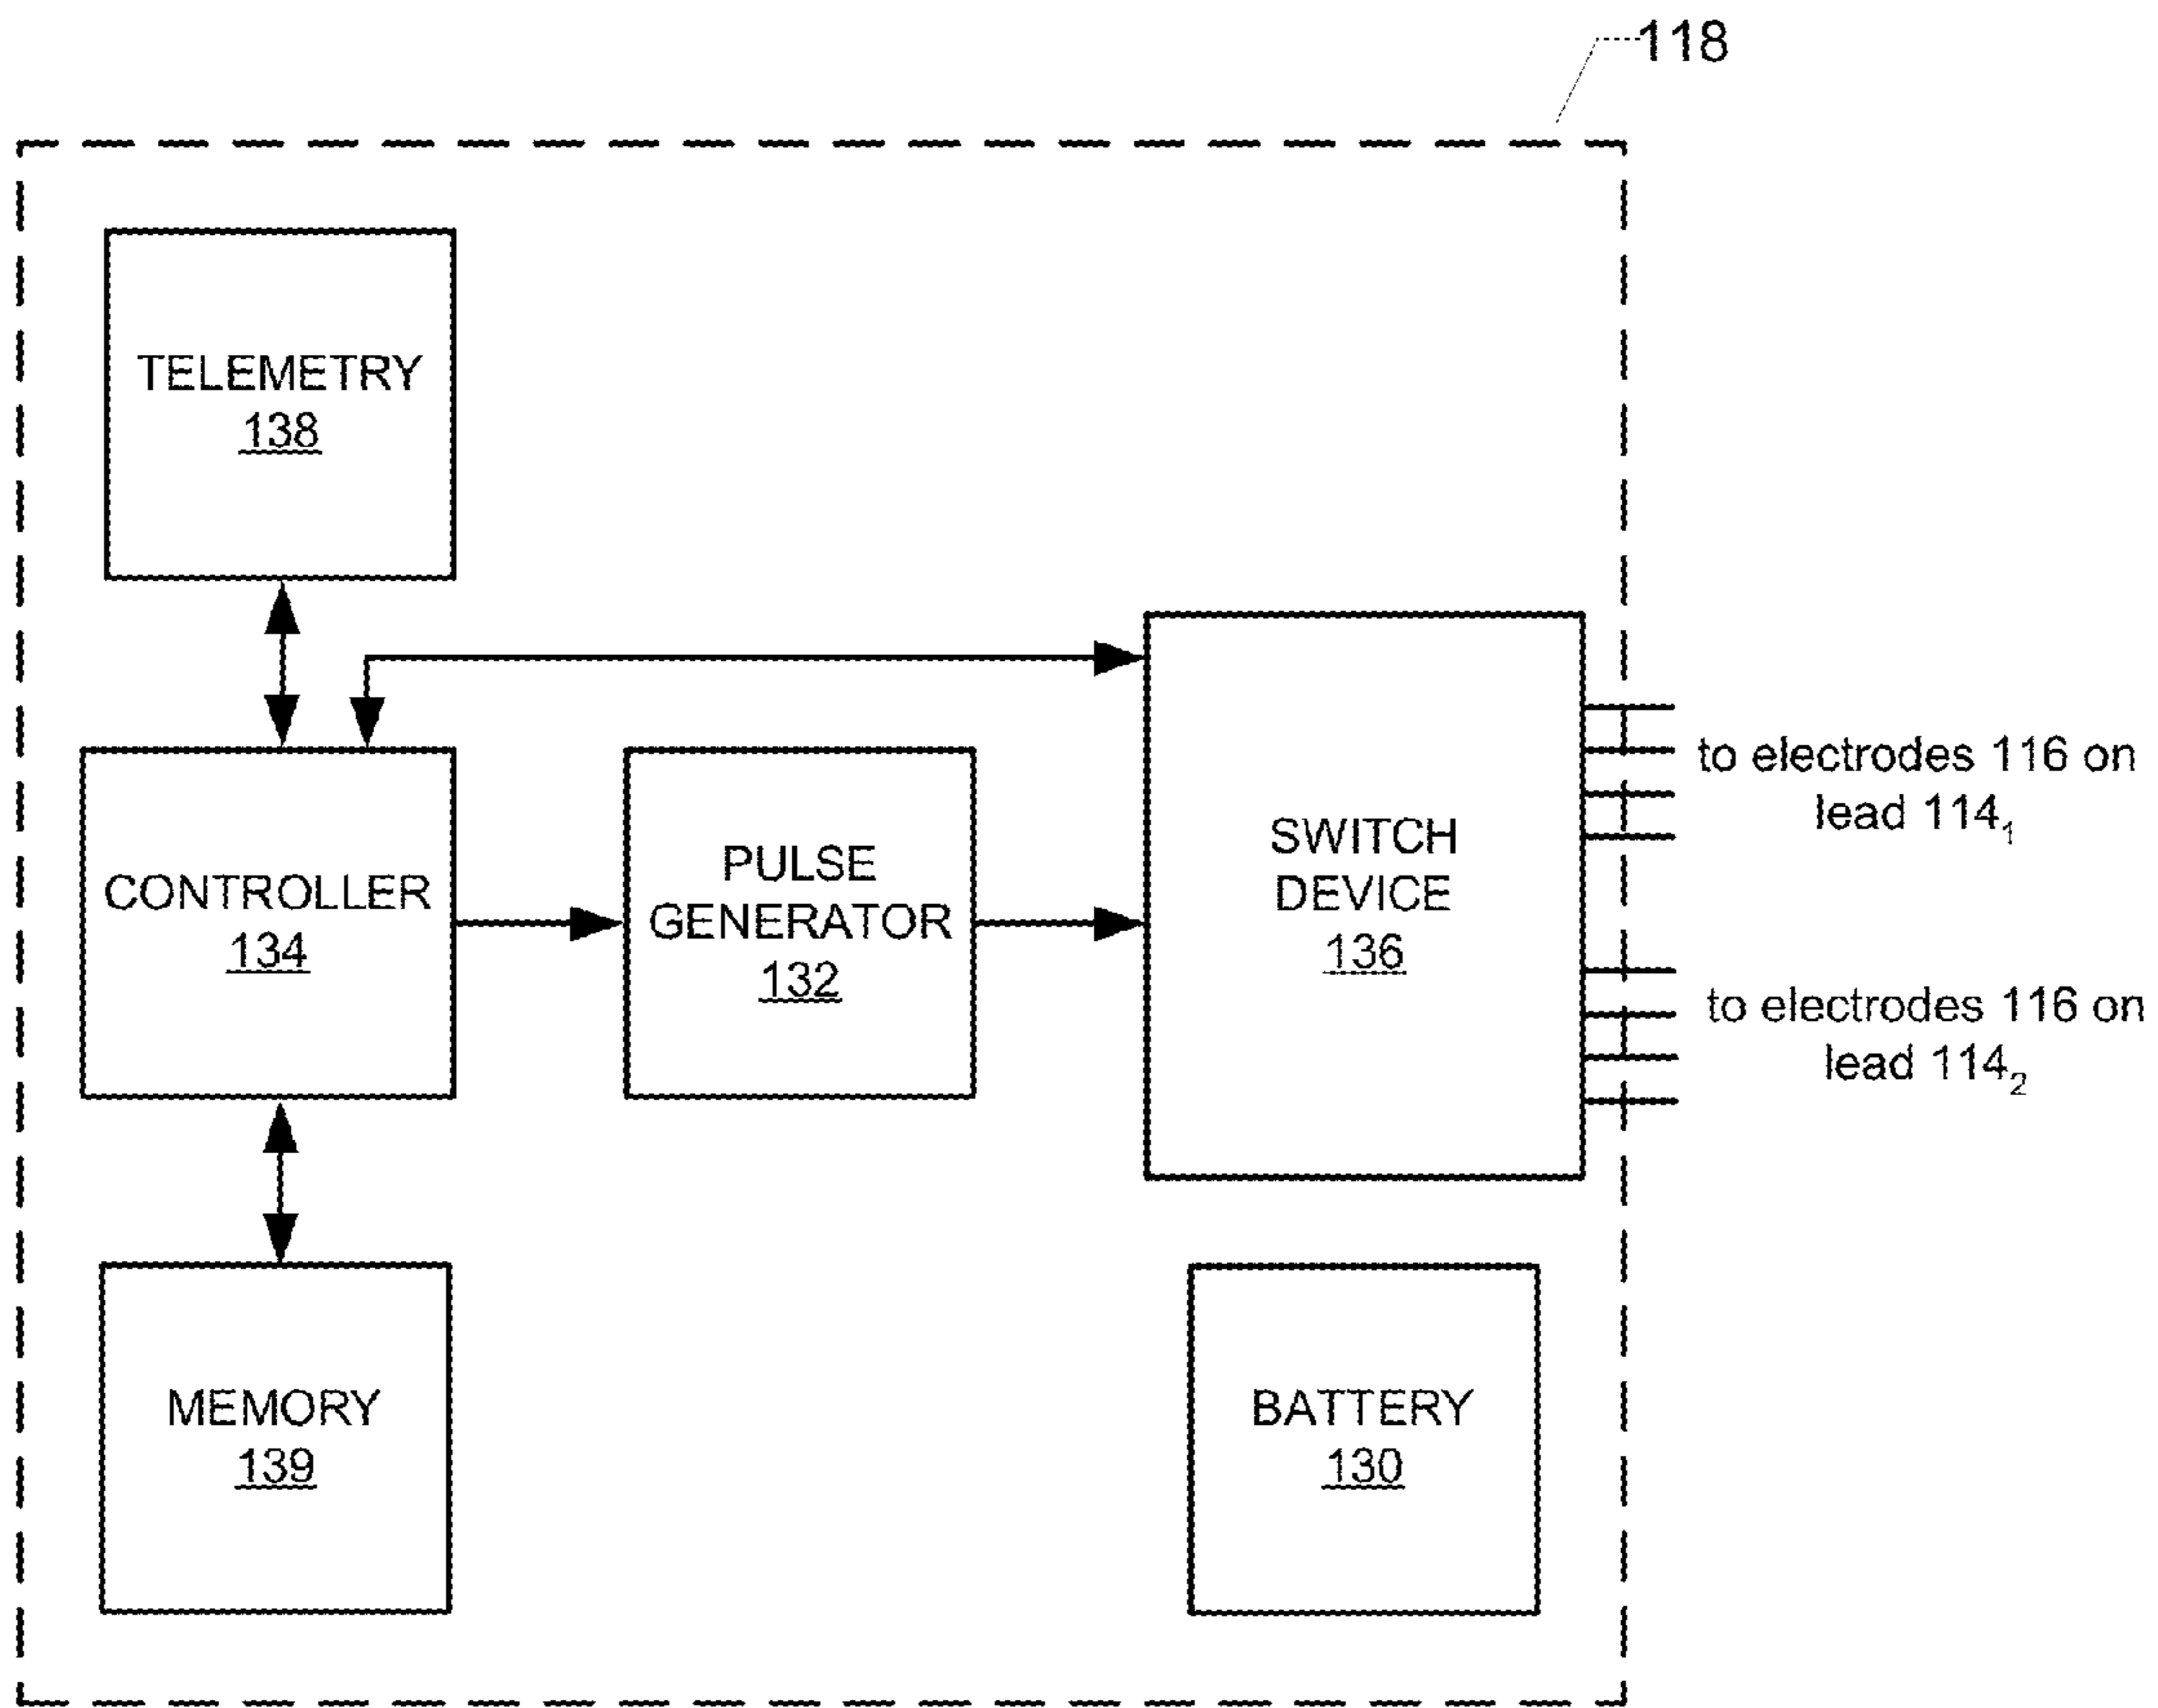 118
TELEMETRY
138
CONTROLLER
134
PULSE
GENERATOR
132
SWITCH
DEVICE
136
to electrodes 116 on
lead 114₁
to electrodes 116 on
lead 114₂
MEMORY
139
BATTERY
130